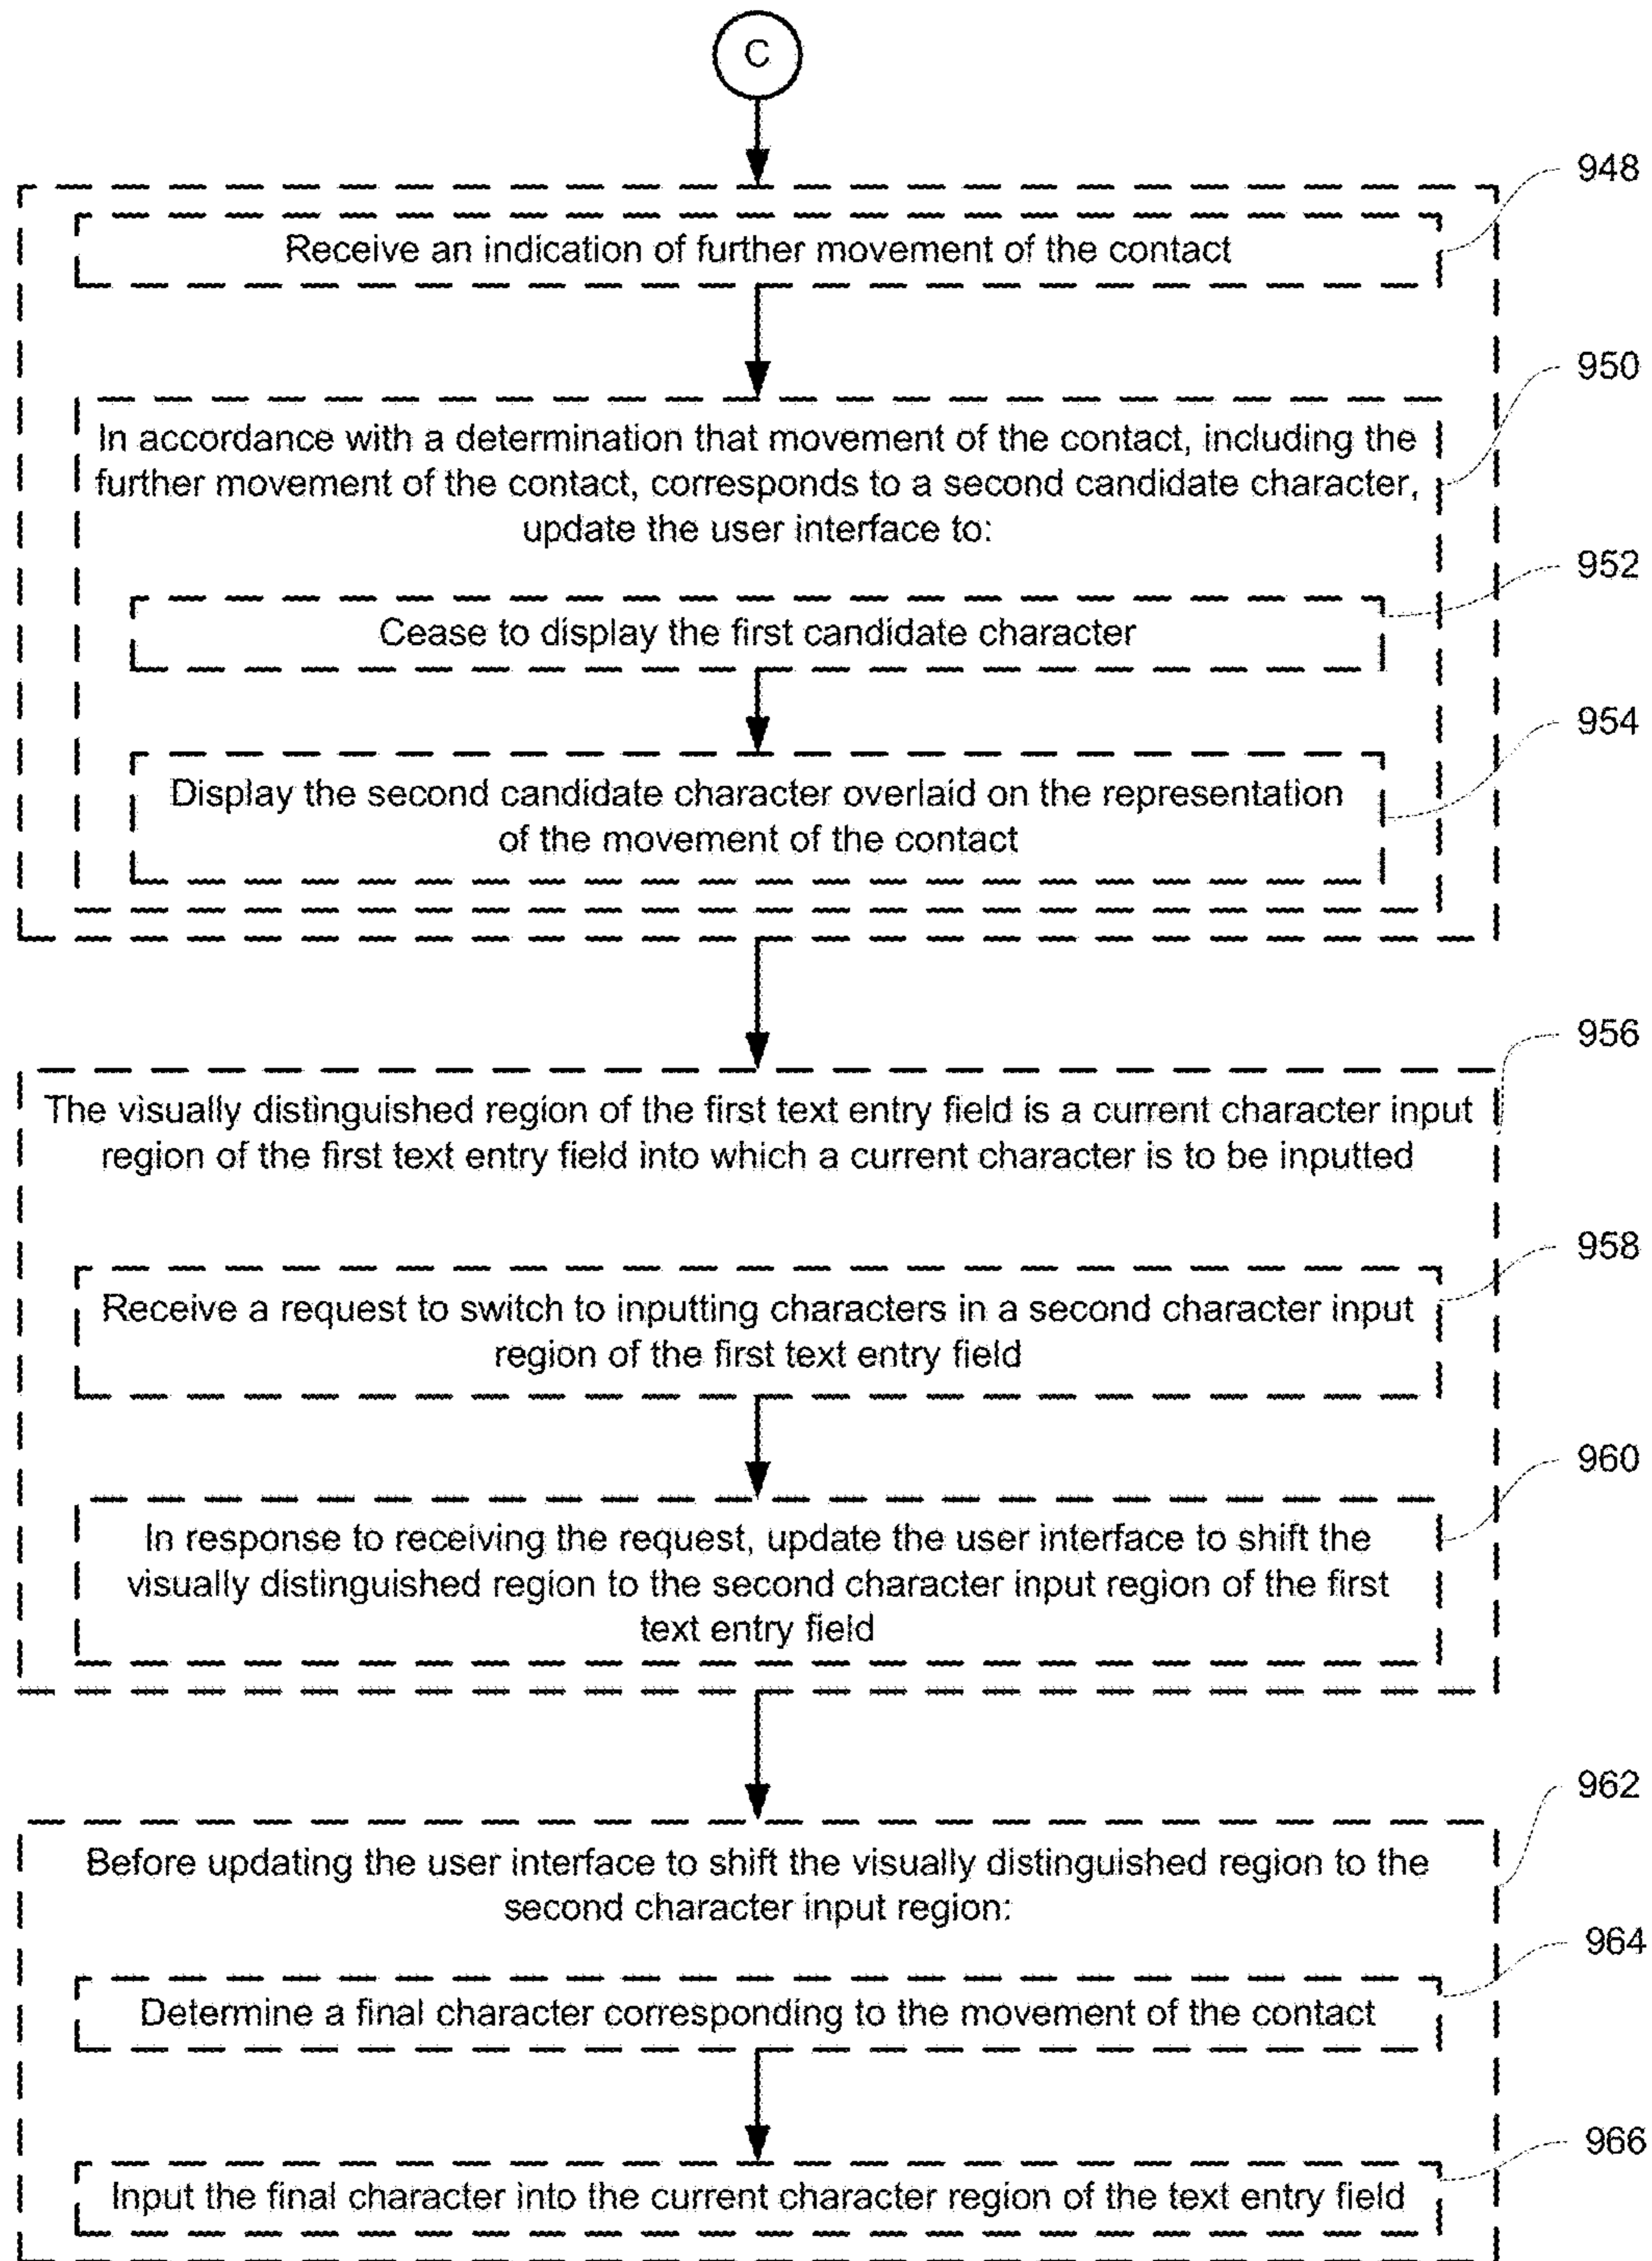 C
948
Receive an indication of further movement of the contact
950
In accordance with a determination that movement of the contact, including the
further movement of the contact, corresponds to a second candidate character,
update the user interface to:
952
Cease to display the first candidate character
954
Display the second candidate character overlaid on the representation
of the movement of the contact
956
The visually distinguished region of the first text entry field is a current character input
region of the first text entry field into which a current character is to be inputted
958
Receive a request to switch to inputting characters in a second character input
region of the first text entry field
960
In response to receiving the request, update the user interface to shift the
visually distinguished region to the second character input region of the first
text entry field
962
Before updating the user interface to shift the visually distinguished region to the
second character input region:
964
Determine a final character corresponding to the movement of the contact
966
Input the final character into the current character region of the text entry field